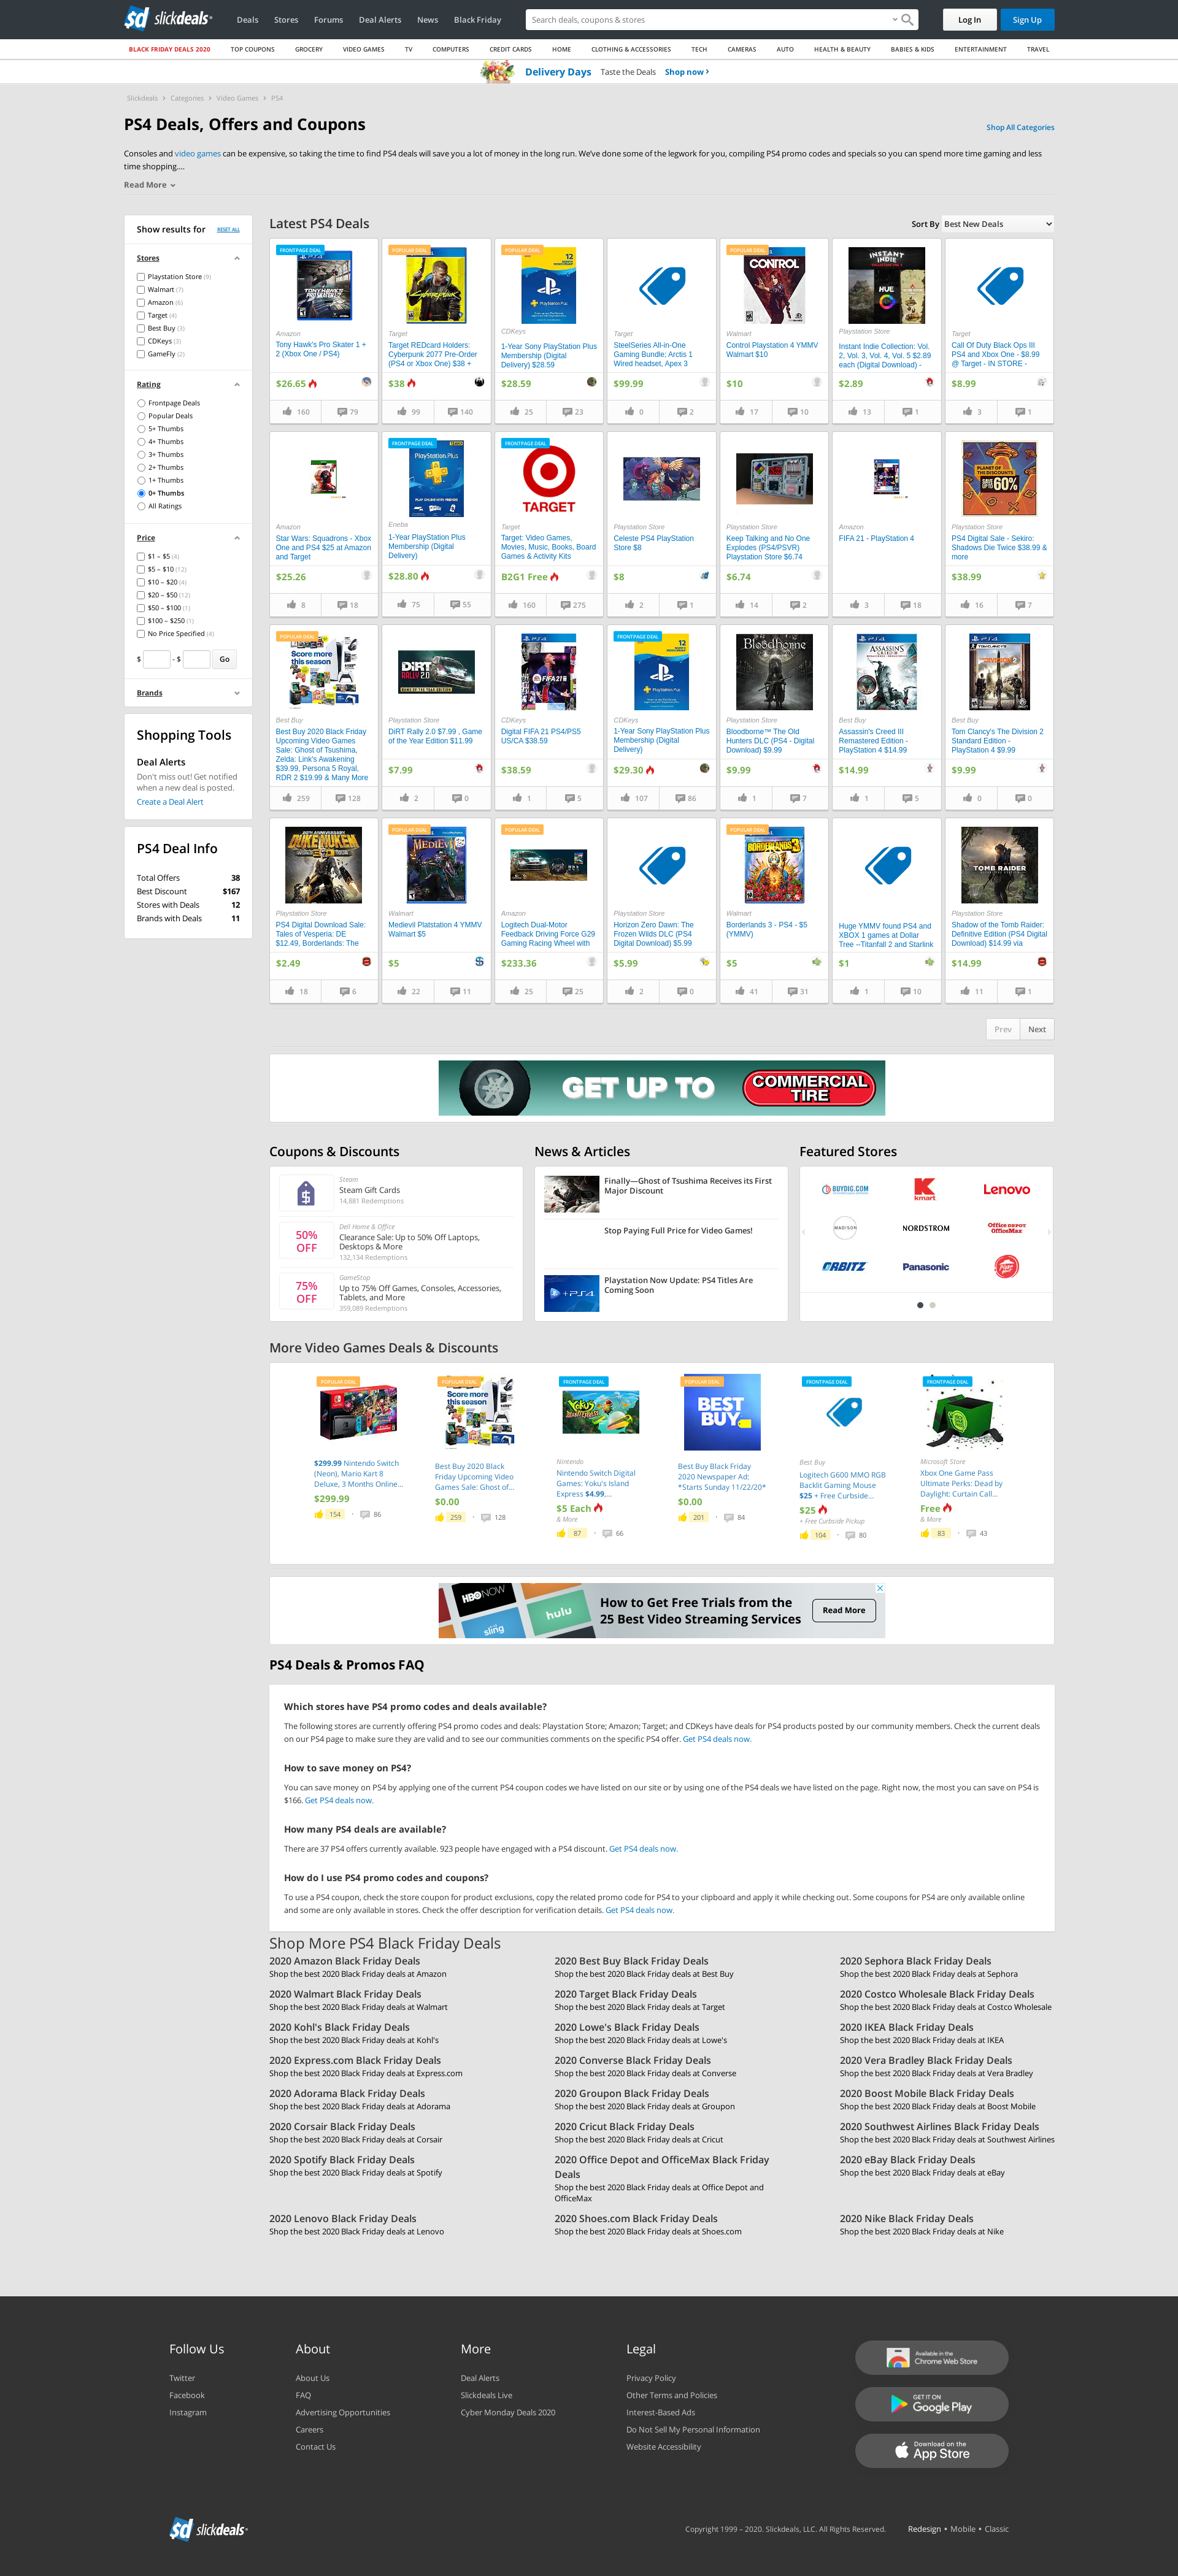 slickdeals
Deals
Stores
Forums
Deal Alerts
News
Black Friday
Search deals, coupons & stores
Log In
Sign Up
BLACK FRIDAY DEALS 2020
TOP COUPONS
GROCERY
VIDEO GAMES
TV
COMPUTERS
CREDIT CARDS
HOME
CLOTHING & ACCESSORIES
TECH
CAMERAS
AUTO
HEALTH & BEAUTY
BABIES & KIDS
ENTERTAINMENT
TRAVEL
Delivery Days Taste the Deals Shop now ›
Slickdeals › Categories › Video Games › PS4
PS4 Deals, Offers and Coupons
Shop All Categories
Consoles and video games can be expensive, so taking the time to find PS4 deals will save you a lot of money in the long run. We've done some of the legwork for you, compiling PS4 promo codes and specials so you can spend more time gaming and less
time shopping....
Read More
Show results for
RESET ALL
Stores
Playstation Store (9)
Walmart (7)
Amazon (6)
Target (4)
Best Buy (3)
CDKeys (3)
GameFly (2)
Rating
Frontpage Deals
Popular Deals
5+ Thumbs
4+ Thumbs
3+ Thumbs
2+ Thumbs
1+ Thumbs
0+ Thumbs
All Ratings
Price
$1 – $5 (4)
$5 – $10 (12)
$10 – $20 (4)
$20 – $50 (12)
$50 – $100 (1)
$100 – $250 (1)
No Price Specified (4)
$ - $ Go
Brands
Shopping Tools
Deal Alerts
Don't miss out! Get notified
when a new deal is posted.
Create a Deal Alert
PS4 Deal Info
Total Offers 38
Best Discount $167
Stores with Deals 12
Brands with Deals 11
Latest PS4 Deals
Sort By Best New Deals
FRONTPAGE DEAL
Amazon
Tony Hawk's Pro Skater 1 +
2 (Xbox One / PS4)
$26.65
160 79
POPULAR DEAL
Target
Target REDcard Holders:
Cyberpunk 2077 Pre-Order
(PS4 or Xbox One) $38 +
$38
99 140
POPULAR DEAL
CDKeys
1-Year Sony PlayStation Plus
Membership (Digital
Delivery) $28.59
$28.59
25 23
Target
SteelSeries All-in-One
Gaming Bundle; Arctis 1
Wired headset, Apex 3
$99.99
0 2
POPULAR DEAL
CONTROL
Walmart
Control Playstation 4 YMMV
Walmart $10
$10
17 10
INSTANT
INDIE
HUE
Playstation Store
Instant Indie Collection: Vol.
2, Vol. 3, Vol. 4, Vol. 5 $2.89
each (Digital Download) -
$2.89
13 1
Target
Call Of Duty Black Ops III
PS4 and Xbox One - $8.99
@ Target - IN STORE -
$8.99
3 1
Amazon
Star Wars: Squadrons - Xbox
One and PS4 $25 at Amazon
and Target
$25.26
8 18
FRONTPAGE DEAL
PlayStation Plus
Eneba
1-Year PlayStation Plus
Membership (Digital
Delivery)
$28.80
75 55
FRONTPAGE DEAL
TARGET
Target
Target: Video Games,
Movies, Music, Books, Board
Games & Activity Kits
B2G1 Free
160 275
Playstation Store
Celeste PS4 PlayStation
Store $8
$8
2 1
Playstation Store
Keep Talking and No One
Explodes (PS4/PSVR)
Playstation Store $6.74
$6.74
14 2
Amazon
FIFA 21 - PlayStation 4
3 18
PLANET OF
THE DISCOUNTS
60%
Playstation Store
PS4 Digital Sale - Sekiro:
Shadows Die Twice $38.99 &
more
$38.99
16 7
POPULAR DEAL
Score more
this season
Best Buy
Best Buy 2020 Black Friday
Upcoming Video Games
Sale: Ghost of Tsushima,
Zelda: Link's Awakening
$39.99, Persona 5 Royal,
RDR 2 $19.99 & Many More
259 128
DiRT
RALLY 2.0
Playstation Store
DiRT Rally 2.0 $7.99 , Game
of the Year Edition $11.99
$7.99
2 0
FIFA 21
CDKeys
Digital FIFA 21 PS4/PS5
US/CA $38.59
$38.59
1 5
FRONTPAGE DEAL
12
PlayStation Plus
CDKeys
1-Year Sony PlayStation Plus
Membership (Digital
Delivery)
$29.30
107 86
Bloodborne
Playstation Store
Bloodborne™ The Old
Hunters DLC (PS4 - Digital
Download) $9.99
$9.99
1 7
ASSASSIN'S
CREED III
Best Buy
Assassin's Creed III
Remastered Edition -
PlayStation 4 $14.99
$14.99
1 5
Best Buy
Tom Clancy's The Division 2
Standard Edition -
PlayStation 4 $9.99
$9.99
0 0
DUKE NUKEM
Playstation Store
PS4 Digital Download Sale:
Tales of Vesperia: DE
$12.49, Borderlands: The
$2.49
18 6
POPULAR DEAL
MEDIEVIL
Walmart
Medievil Platstation 4 YMMV
Walmart $5
$5
22 11
POPULAR DEAL
Amazon
Logitech Dual-Motor
Feedback Driving Force G29
Gaming Racing Wheel with
$233.36
25 25
Playstation Store
Horizon Zero Dawn: The
Frozen Wilds DLC (PS4
Digital Download) $5.99
$5.99
2 0
POPULAR DEAL
BORDERLANDS 3
Walmart
Borderlands 3 - PS4 - $5
(YMMV)
$5
41 31
Huge YMMV found PS4 and
XBOX 1 games at Dollar
Tree --Titanfall 2 and Starlink
$1
1 10
TOMB RAIDER
Playstation Store
Shadow of the Tomb Raider:
Definitive Edition (PS4 Digital
Download) $14.99 via
$14.99
11 1
Prev Next
GET UP TO
COMMERCIAL
TIRE
Coupons & Discounts
Steam
Steam Gift Cards
14,881 Redemptions
50%
OFF
Dell Home & Office
Clearance Sale: Up to 50% Off Laptops,
Desktops & More
132,134 Redemptions
75%
OFF
GameStop
Up to 75% Off Games, Consoles, Accessories,
Tablets, and More
359,089 Redemptions
News & Articles
Finally—Ghost of Tsushima Receives its First
Major Discount
Stop Paying Full Price for Video Games!
+PS4
Playstation Now Update: PS4 Titles Are
Coming Soon
Featured Stores
BUYDIG.COM
Kmart
Lenovo
MADISON
NORDSTROM
Office DEPOT
OfficeMax
ORBITZ
Panasonic
More Video Games Deals & Discounts
POPULAR DEAL
$299.99 Nintendo Switch
(Neon), Mario Kart 8
Deluxe, 3 Months Online...
$299.99
154 • 86
POPULAR DEAL
Score more
this season
Best Buy 2020 Black
Friday Upcoming Video
Games Sale: Ghost of...
$0.00
259 • 128
FRONTPAGE DEAL
Nintendo
Nintendo Switch Digital
Games: Yoku's Island
Express $4.99,...
$5 Each
& More
87 • 66
POPULAR DEAL
BEST
BUY
Best Buy Black Friday
2020 Newspaper Ad:
*Starts Sunday 11/22/20*
$0.00
201 • 84
FRONTPAGE DEAL
Best Buy
Logitech G600 MMO RGB
Backlit Gaming Mouse
$25 + Free Curbside...
$25
+ Free Curbside Pickup
104 • 80
FRONTPAGE DEAL
Microsoft Store
Xbox One Game Pass
Ultimate Perks: Dead by
Daylight: Curtain Call...
Free
& More
83 • 43
HBO NOW
hulu
sling
How to Get Free Trials from the
25 Best Video Streaming Services
Read More
PS4 Deals & Promos FAQ
Which stores have PS4 promo codes and deals available?
The following stores are currently offering PS4 promo codes and deals: Playstation Store; Amazon; Target; and CDKeys have deals for PS4 products posted by our community members. Check the current deals
on our PS4 page to make sure they are valid and to see our communities comments on the specific PS4 offer. Get PS4 deals now.
How to save money on PS4?
You can save money on PS4 by applying one of the current PS4 coupon codes we have listed on our site or by using one of the PS4 deals we have listed on the page. Right now, the most you can save on PS4 is
$166. Get PS4 deals now.
How many PS4 deals are available?
There are 37 PS4 offers currently available. 923 people have engaged with a PS4 discount. Get PS4 deals now.
How do I use PS4 promo codes and coupons?
To use a PS4 coupon, check the store coupon for product exclusions, copy the related promo code for PS4 to your clipboard and apply it while checking out. Some coupons for PS4 are only available online
and some are only available in stores. Check the offer description for verification details. Get PS4 deals now.
Shop More PS4 Black Friday Deals
2020 Amazon Black Friday Deals
Shop the best 2020 Black Friday deals at Amazon
2020 Best Buy Black Friday Deals
Shop the best 2020 Black Friday deals at Best Buy
2020 Sephora Black Friday Deals
Shop the best 2020 Black Friday deals at Sephora
2020 Walmart Black Friday Deals
Shop the best 2020 Black Friday deals at Walmart
2020 Target Black Friday Deals
Shop the best 2020 Black Friday deals at Target
2020 Costco Wholesale Black Friday Deals
Shop the best 2020 Black Friday deals at Costco Wholesale
2020 Kohl's Black Friday Deals
Shop the best 2020 Black Friday deals at Kohl's
2020 Lowe's Black Friday Deals
Shop the best 2020 Black Friday deals at Lowe's
2020 IKEA Black Friday Deals
Shop the best 2020 Black Friday deals at IKEA
2020 Express.com Black Friday Deals
Shop the best 2020 Black Friday deals at Express.com
2020 Converse Black Friday Deals
Shop the best 2020 Black Friday deals at Converse
2020 Vera Bradley Black Friday Deals
Shop the best 2020 Black Friday deals at Vera Bradley
2020 Adorama Black Friday Deals
Shop the best 2020 Black Friday deals at Adorama
2020 Groupon Black Friday Deals
Shop the best 2020 Black Friday deals at Groupon
2020 Boost Mobile Black Friday Deals
Shop the best 2020 Black Friday deals at Boost Mobile
2020 Corsair Black Friday Deals
Shop the best 2020 Black Friday deals at Corsair
2020 Cricut Black Friday Deals
Shop the best 2020 Black Friday deals at Cricut
2020 Southwest Airlines Black Friday Deals
Shop the best 2020 Black Friday deals at Southwest Airlines
2020 Spotify Black Friday Deals
Shop the best 2020 Black Friday deals at Spotify
2020 Office Depot and OfficeMax Black Friday
Deals
Shop the best 2020 Black Friday deals at Office Depot and
OfficeMax
2020 eBay Black Friday Deals
Shop the best 2020 Black Friday deals at eBay
2020 Lenovo Black Friday Deals
Shop the best 2020 Black Friday deals at Lenovo
2020 Shoes.com Black Friday Deals
Shop the best 2020 Black Friday deals at Shoes.com
2020 Nike Black Friday Deals
Shop the best 2020 Black Friday deals at Nike
Follow Us
Twitter
Facebook
Instagram
About
About Us
FAQ
Advertising Opportunities
Careers
Contact Us
More
Deal Alerts
Slickdeals Live
Cyber Monday Deals 2020
Legal
Privacy Policy
Other Terms and Policies
Interest-Based Ads
Do Not Sell My Personal Information
Website Accessibility
Available in the
Chrome Web Store
GET IT ON
Google Play
Download on the
App Store
slickdeals
Copyright 1999 – 2020. Slickdeals, LLC. All Rights Reserved.
Redesign • Mobile • Classic